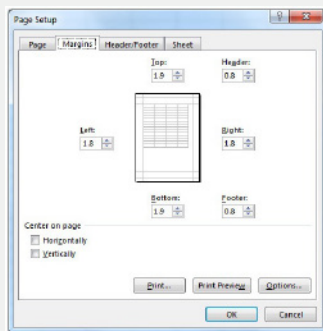 Page Setup
Page Margins Header/Footer Sheet
Top: Header:
1.9 0.8
Left: Right:
1.8 1.8
Bottom: Footer:
1.9 0.8
Center on page
Horizontally
Vertically
Print... Print Preview Options...
OK Cancel